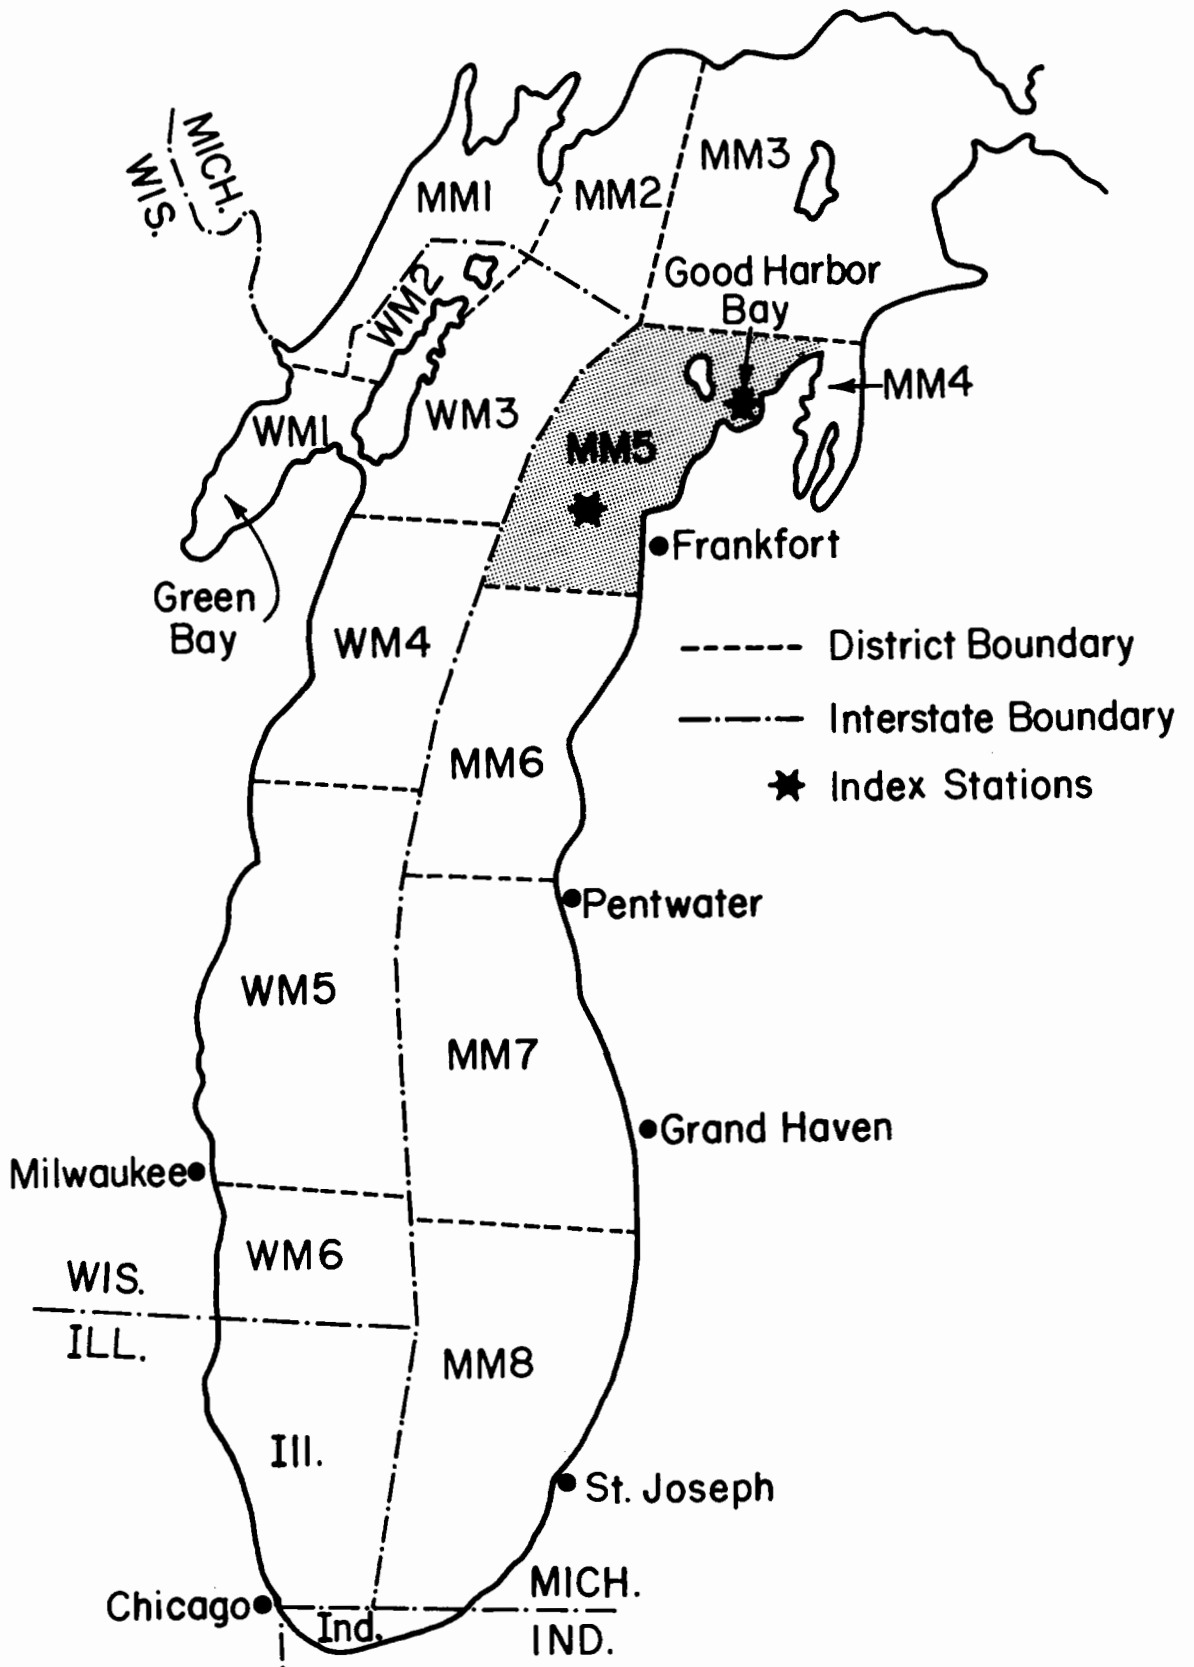 MICH.
WIS.
MM1
MM2
MM3
WM2
Good Harbor
Bay
MM4
WM3
WM1
MM5
Frankfort
Green
Bay
WM4
District Boundary
Interstate Boundary
MM6
Index Stations
Pentwater
WM5
MM7
Grand Haven
Milwaukee
WM6
WIS.
ILL.
MM8
Ill.
St. Joseph
MICH.
Chicago
Ind.
IND.